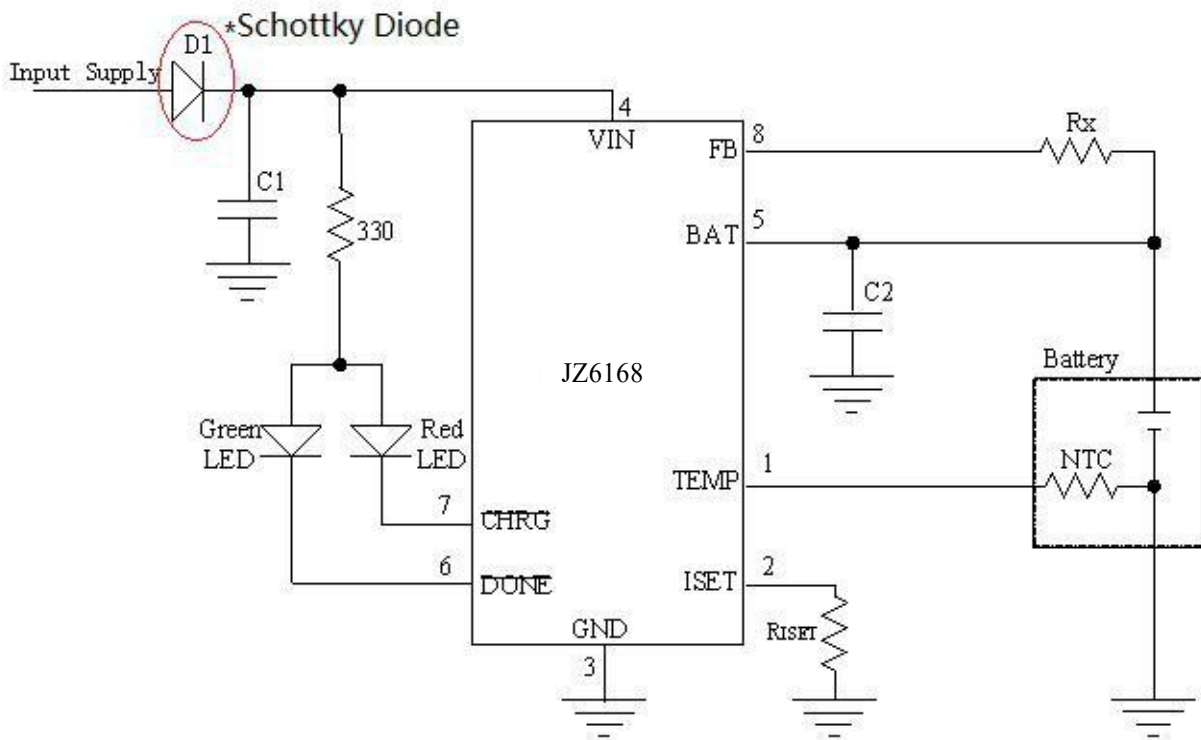 *Schottky Diode
D1
Input Supply
4
VIN
8
FB
Rx
C1
330
5
BAT
C2
JZ6168
Battery
Green
LED
Red
LED
NTC
1
TEMP
7
CHRG
6
DONE
2
ISET
RISET
GND
3